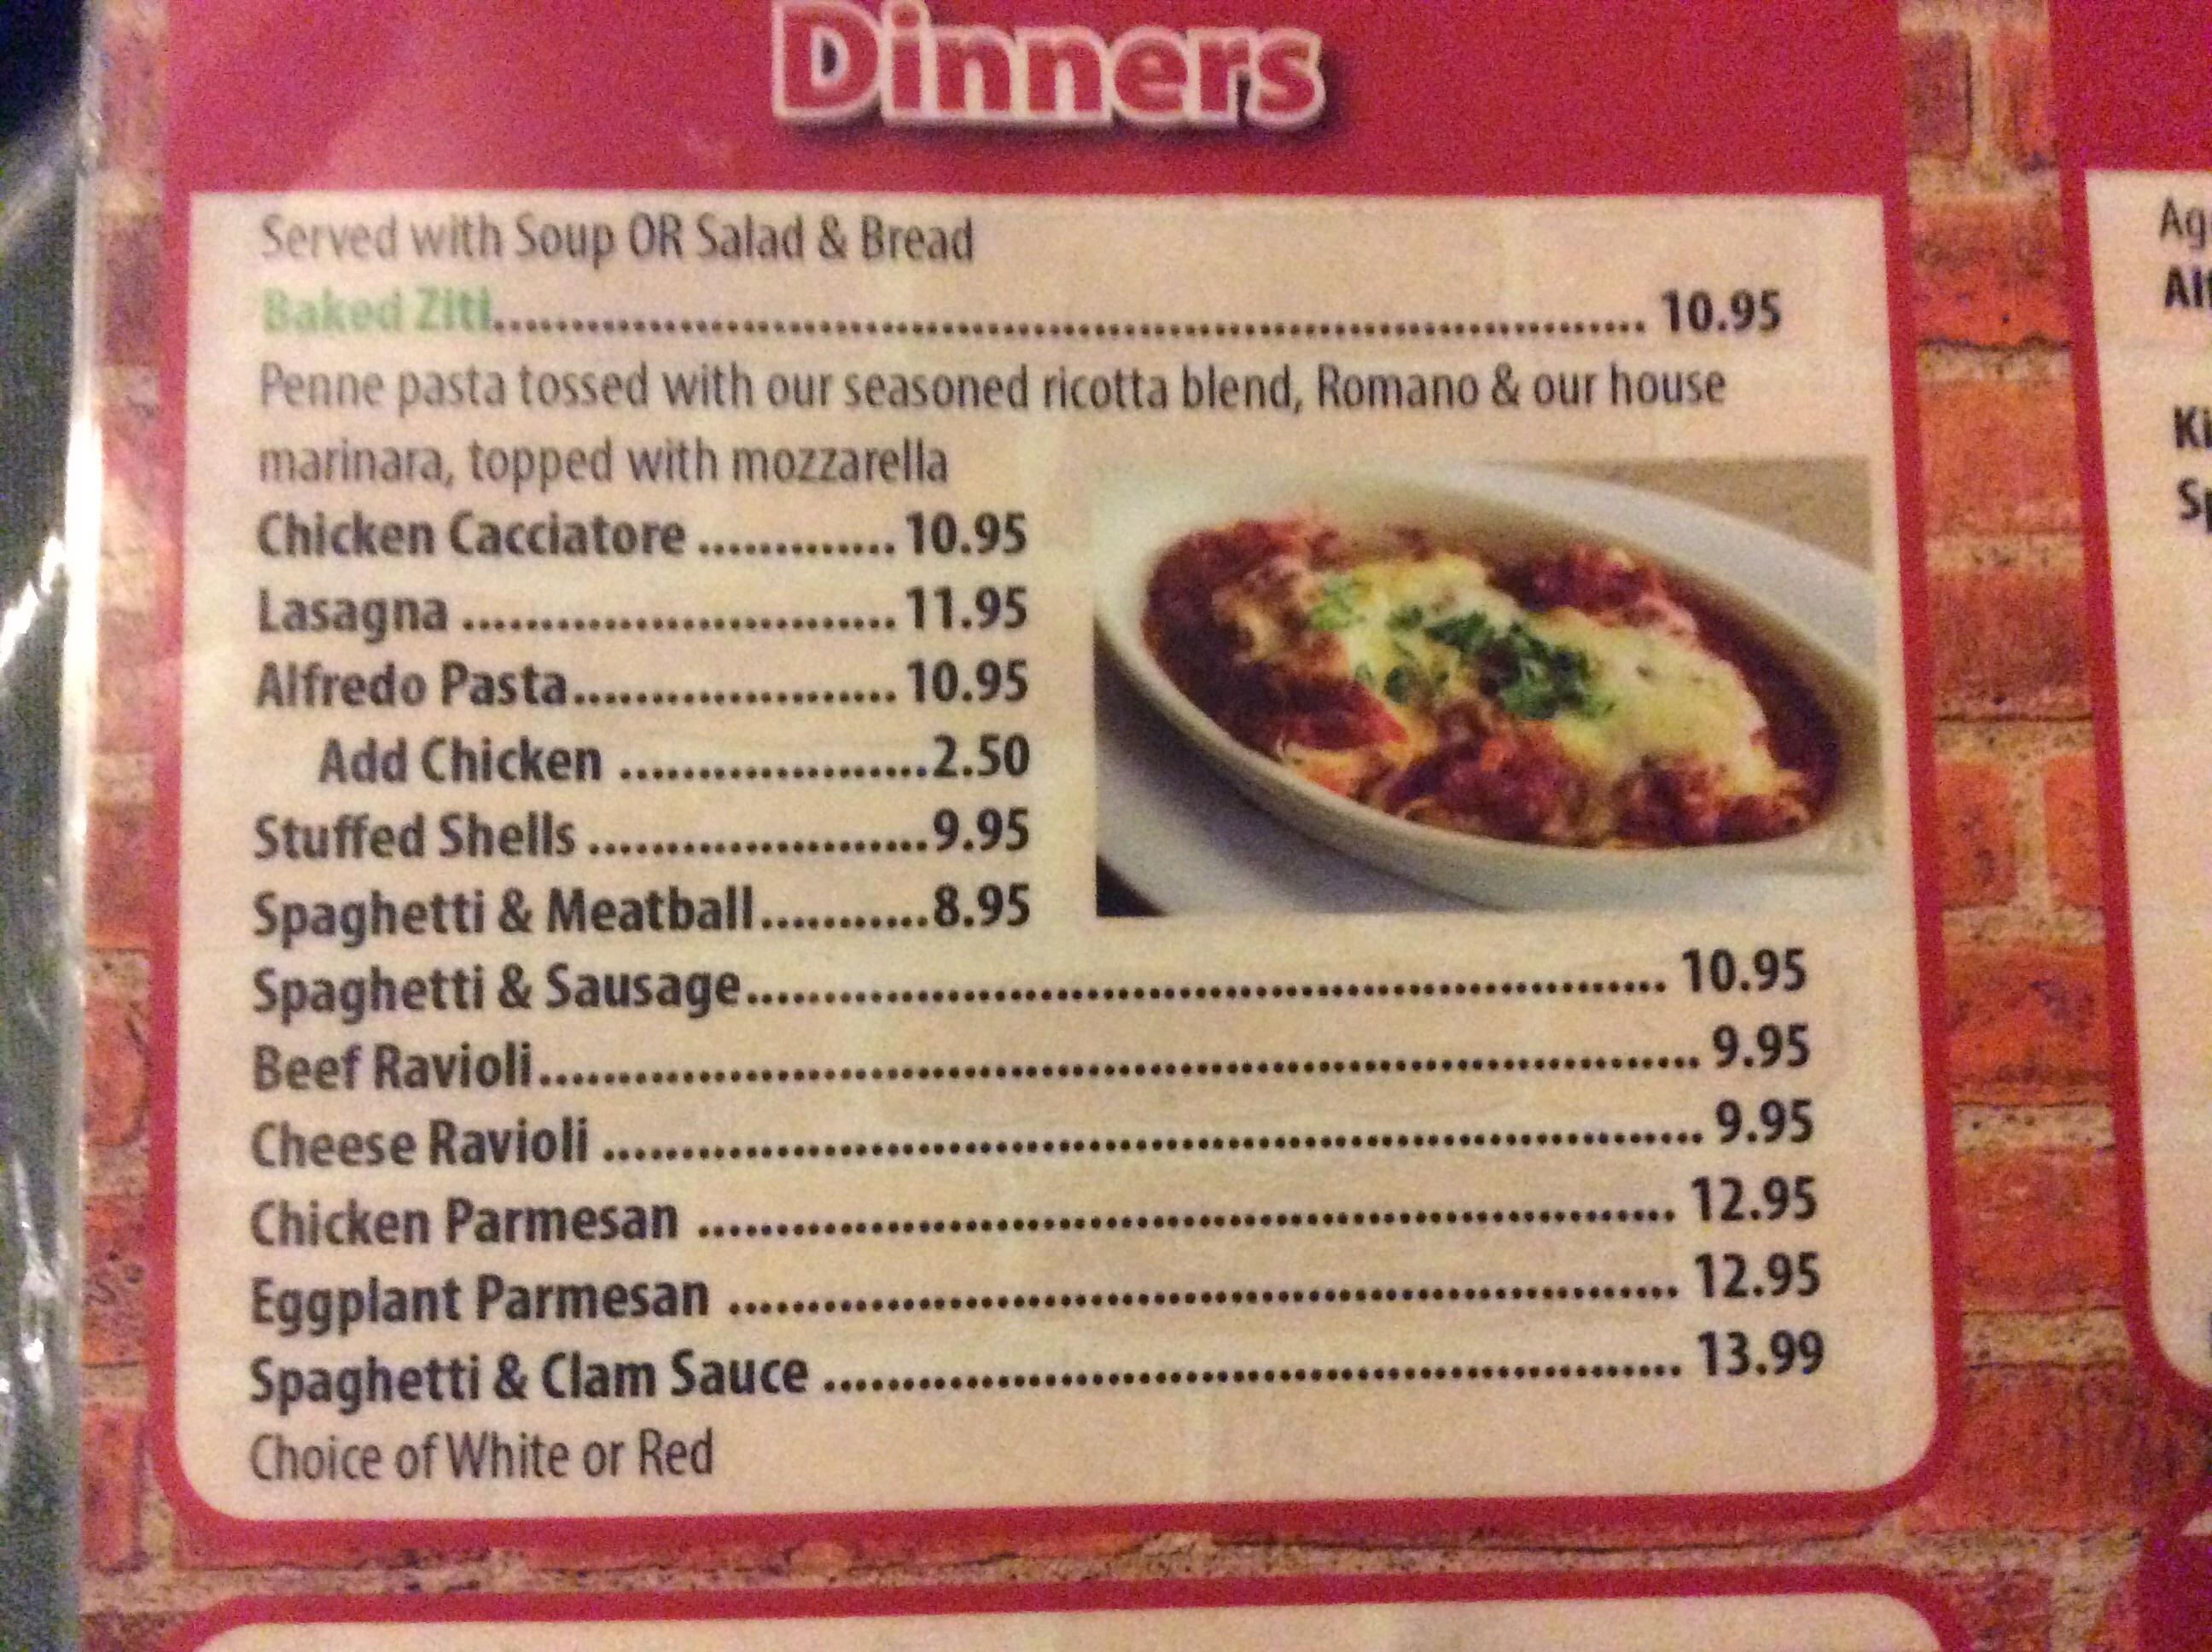 Dinners
Served with Soup OR Salad & Bread
Baked Ziti.......................................................................... 10.95
Penne pasta tossed with our seasoned ricotta blend, Romano & our house
marinara, topped with mozzarella
Chicken Cacciatore ............. 10.95
Lasagna ............................ 11.95
Alfredo Pasta..................... 10.95
Add Chicken ....................2.50
Stuffed Shells ......................9.95
Spaghetti & Meatball...........8.95
Spaghetti & Sausage........................................................... 10.95
Beef Ravioli........................................................................... 9.95
Cheese Ravioli ....................................................................... 9.95
Chicken Parmesan ............................................................... 12.95
Eggplant Parmesan ............................................................. 12.95
Spaghetti & Clam Sauce ....................................................... 13.99
Choice of White or Red